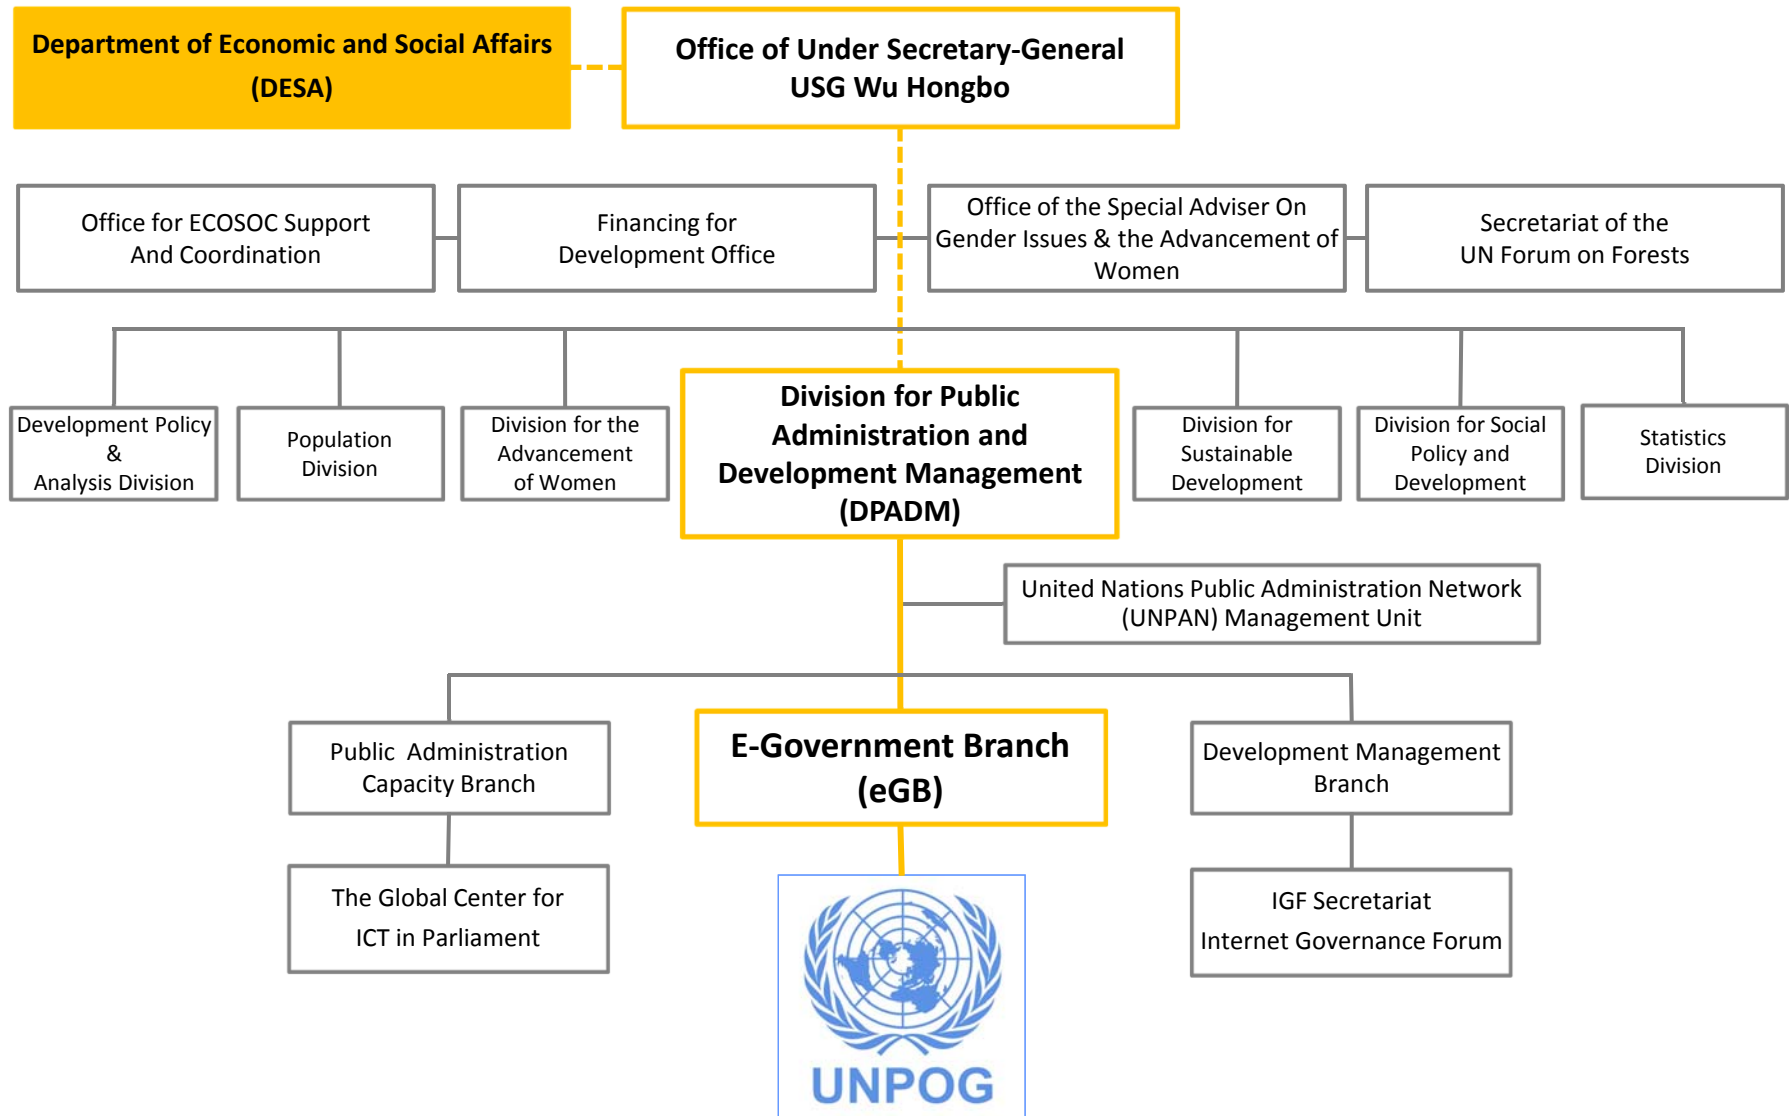 Department of Economic and Social Affairs
(DESA)
Office of Under Secretary-General
USG Wu Hongbo
Office for ECOSOC Support
And Coordination
Financing for
Development Office
Office of the Special Adviser On
Gender Issues & the Advancement of
Women
Secretariat of the
UN Forum on Forests
Development Policy
&
Analysis Division
Population
Division
Division for the
Advancement
of Women
Division for Public
Administration and
Development Management
(DPADM)
Division for
Sustainable
Development
Division for Social
Policy and
Development
Statistics
Division
United Nations Public Administration Network
(UNPAN) Management Unit
Public Administration
Capacity Branch
E-Government Branch
(eGB)
Development Management
Branch
The Global Center for
ICT in Parliament
IGF Secretariat
Internet Governance Forum
UNPOG